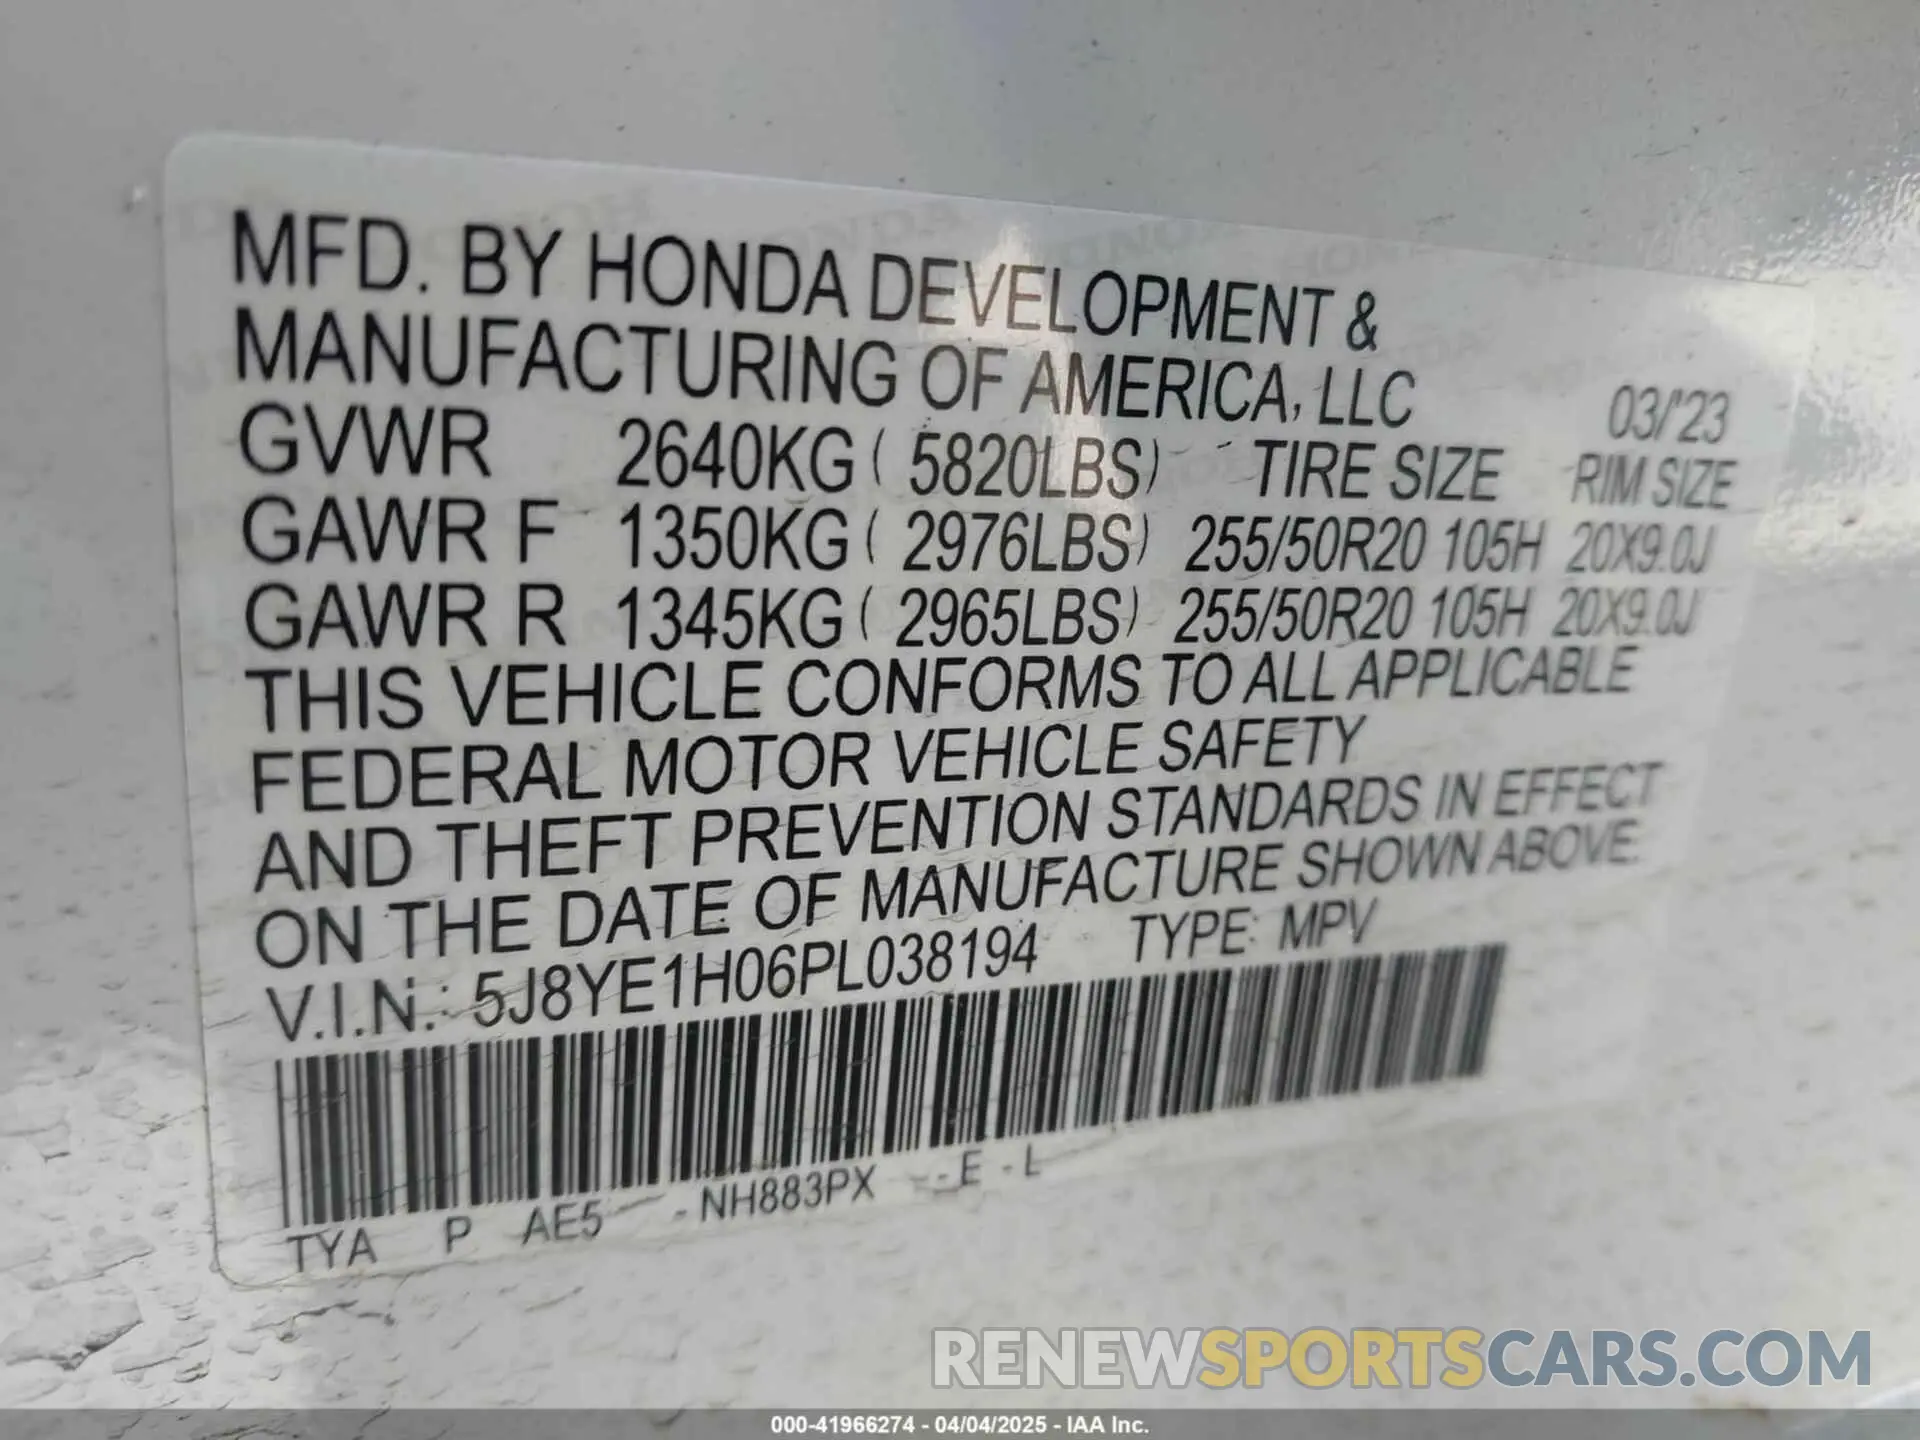 MFD. BY HONDA DEVELOPMENT &
MANUFACTURING OF AMERICA, LLC 03/'23
GVWR 2640KG ( 5820LBS) TIRE SIZE RIM SIZE
GAWR F 1350KG ( 2976LBS) 255/50R20 105H 20X9.0J
GAWR R 1345KG ( 2965LBS) 255/50R20 105H 20X9.0J
THIS VEHICLE CONFORMS TO ALL APPLICABLE
FEDERAL MOTOR VEHICLE SAFETY
AND THEFT PREVENTION STANDARDS IN EFFECT
ON THE DATE OF MANUFACTURE SHOWN ABOVE.
V.I.N.: 5J8YE1H06PL038194 TYPE: MPV
TYA P AE5 - NH883PX - E - L
RENEWSPORTSCARS.COM
000-41966274 - 04/04/2025 - IAA Inc.